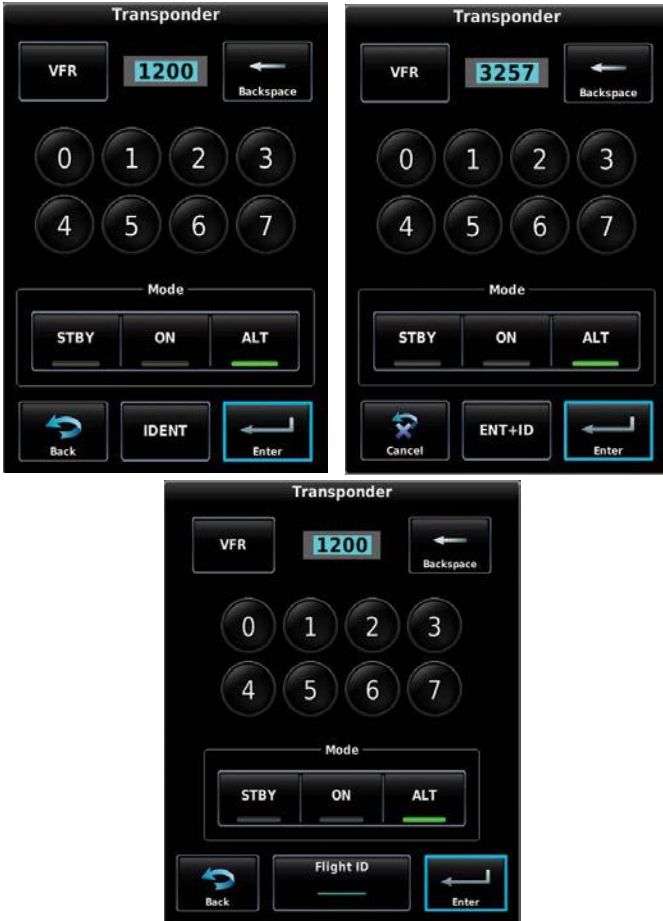 Transponder
VFR 1200 Backspace
0 1 2 3
4 5 6 7
Mode
STBY ON ALT
Back IDENT Enter
Transponder
VFR 3257 Backspace
0 1 2 3
4 5 6 7
Mode
STBY ON ALT
Cancel ENT+ID Enter
Transponder
VFR 1200 Backspace
0 1 2 3
4 5 6 7
Mode
STBY ON ALT
Back Flight ID Enter